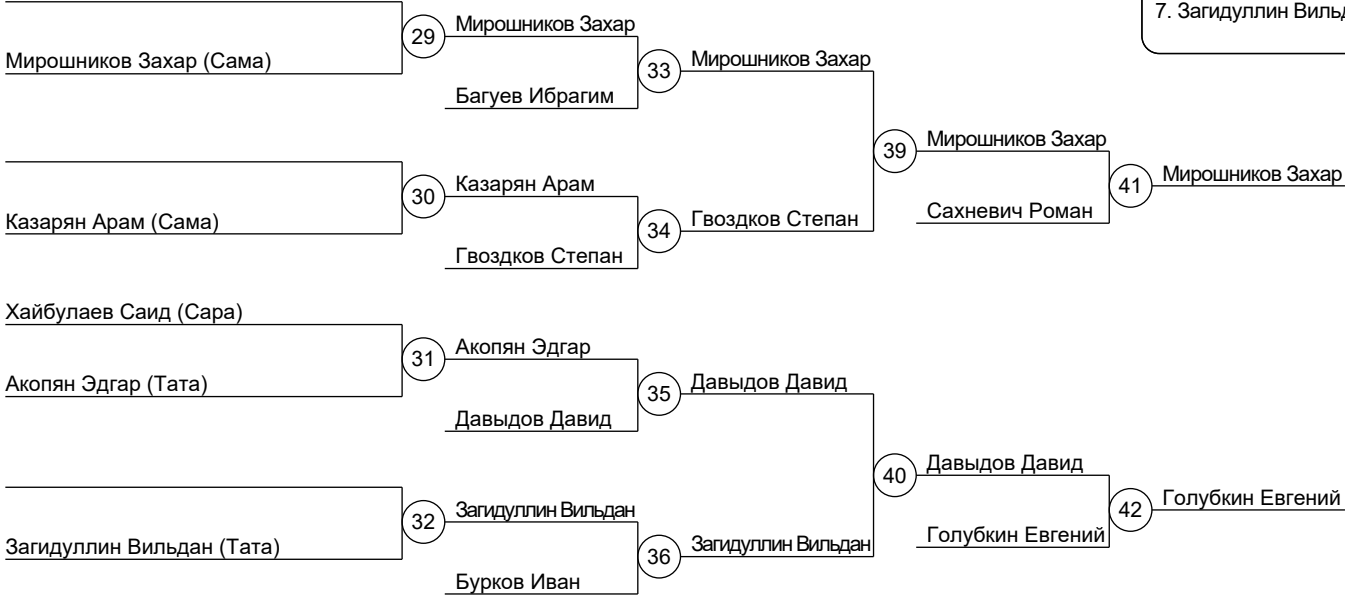 7. Загидуллин Вильд
29
Мирошников Захар
Мирошников Захар (Сама)
33
Мирошников Захар
Багуев Ибрагим
39
Мирошников Захар
30
Казарян Арам
41
Мирошников Захар
Казарян Арам (Сама)
34
Гвоздков Степан
Сахневич Роман
Гвоздков Степан
Хайбулаев Саид (Сара)
31
Акопян Эдгар
Акопян Эдгар (Тата)
35
Давыдов Давид
Давыдов Давид
40
Давыдов Давид
32
Загидуллин Вильдан
42
Голубкин Евгений
Загидуллин Вильдан (Тата)
36
Загидуллин Вильдан
Голубкин Евгений
Бурков Иван